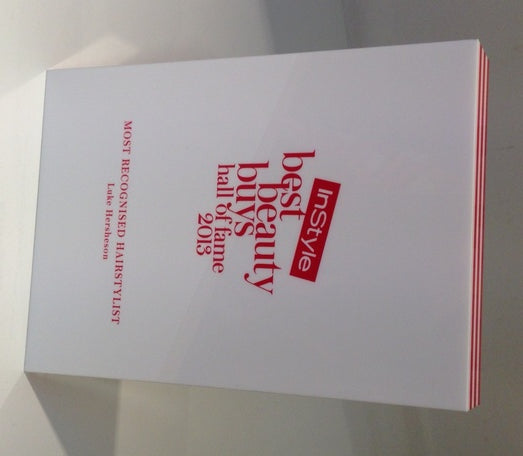 InStyle
best
beauty
buys
hall of fame
2013
MOST RECOGNISED HAIRSTYLIST
Luke Hersheson